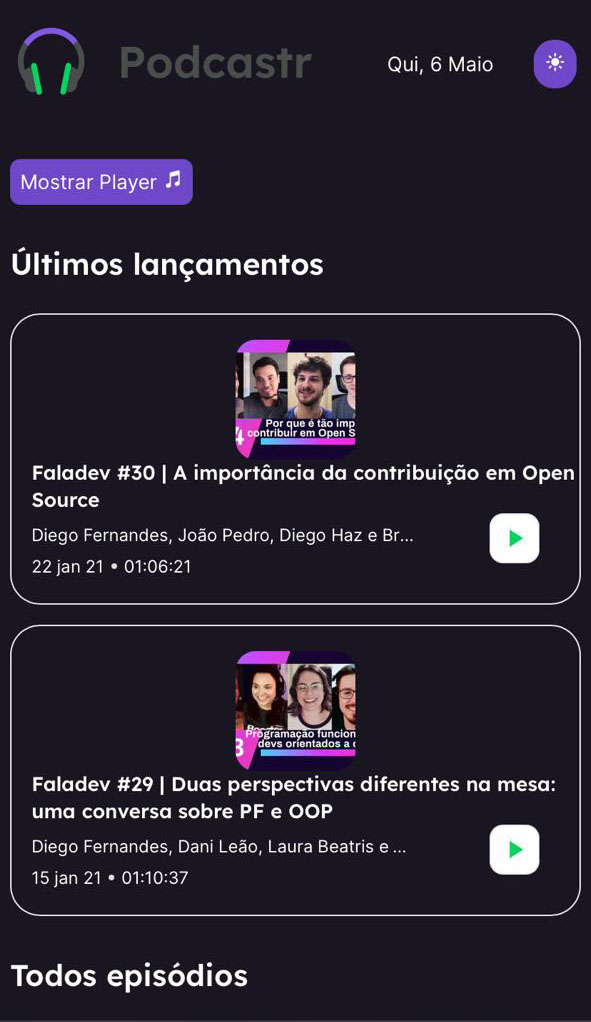 Podcastr
Qui, 6 Maio
Mostrar Player
Últimos lançamentos
Por que é tão imp
contribuir em Open S
4
Faladev #30 | A importância da contribuição em Open
Source
Diego Fernandes, João Pedro, Diego Haz e Br...
22 jan 21 • 01:06:21
Programação funcion
devs orientados a
3
Faladev #29 | Duas perspectivas diferentes na mesa:
uma conversa sobre PF e OOP
Diego Fernandes, Dani Leão, Laura Beatris e ...
15 jan 21 • 01:10:37
Todos episódios